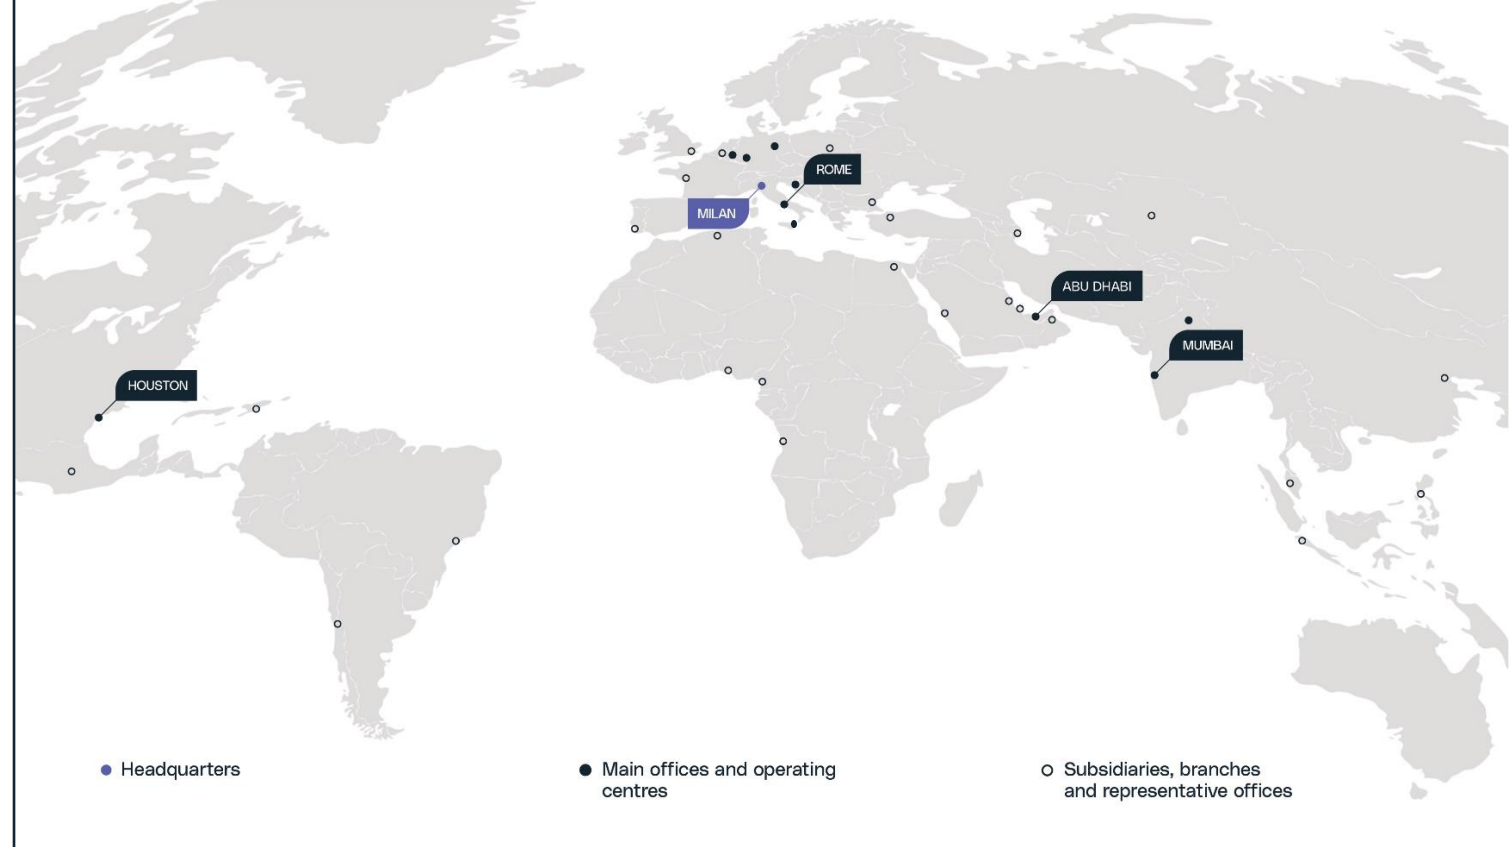 ROME
MILAN
ABU DHABI
MUMBAI
HOUSTON
Headquarters
Main offices and operating
centres
Subsidiaries, branches
and representative offices